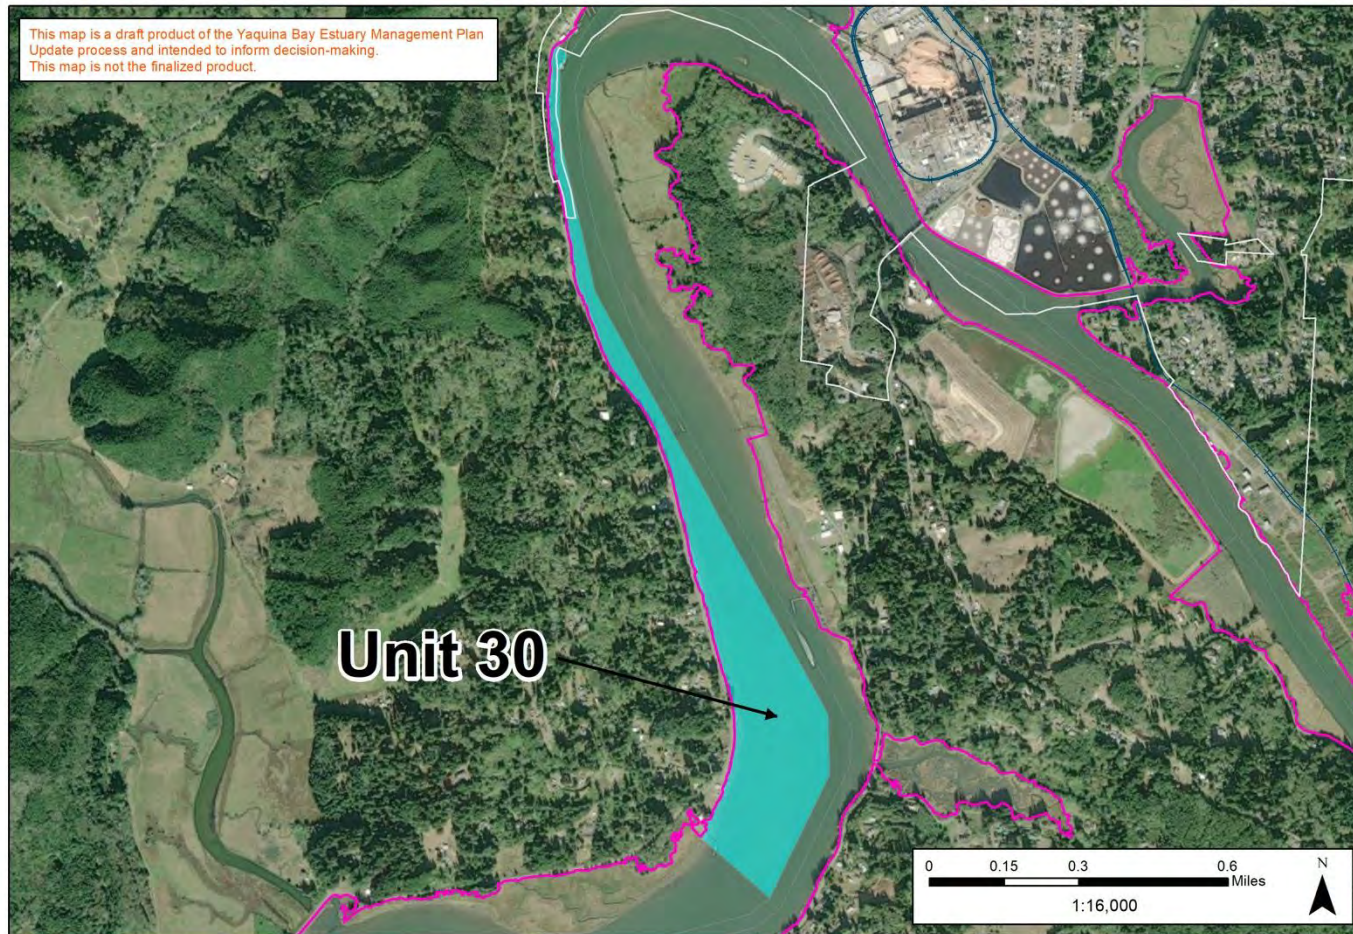 This map is a draft product of the Yaquina Bay Estuary Management Plan
Update process and intended to inform decision-making.
This map is not the finalized product.
Unit 30
0 0.15 0.3 0.6
Miles
1:16,000
N